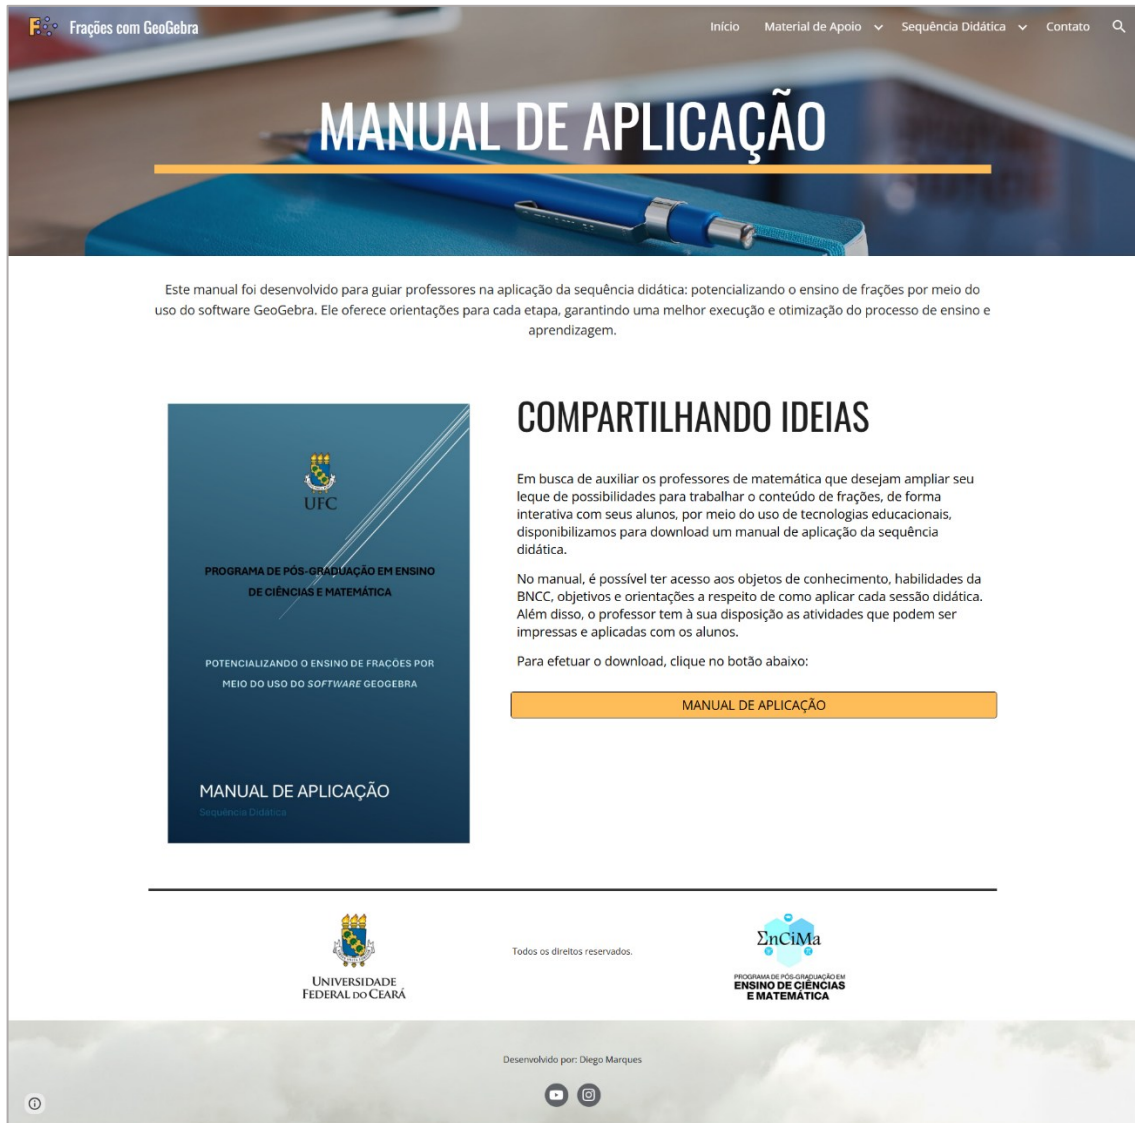 Frações com GeoGebra
Início Material de Apoio Sequência Didática Contato
MANUAL DE APLICAÇÃO
Este manual foi desenvolvido para guiar professores na aplicação da sequência didática: potencializando o ensino de frações por meio do
uso do software GeoGebra. Ele oferece orientações para cada etapa, garantindo uma melhor execução e otimização do processo de ensino e
aprendizagem.
UFC
PROGRAMA DE PÓS-GRADUAÇÃO EM ENSINO
DE CIÊNCIAS E MATEMÁTICA
POTENCIALIZANDO O ENSINO DE FRAÇÕES POR
MEIO DO USO DO SOFTWARE GEOGEBRA
MANUAL DE APLICAÇÃO
Sequência Didática
COMPARTILHANDO IDEIAS
Em busca de auxiliar os professores de matemática que desejam ampliar seu
leque de possibilidades para trabalhar o conteúdo de frações, de forma
interativa com seus alunos, por meio do uso de tecnologias educacionais,
disponibilizamos para download um manual de aplicação da sequência
didática.
No manual, é possível ter acesso aos objetos de conhecimento, habilidades da
BNCC, objetivos e orientações a respeito de como aplicar cada sessão didática.
Além disso, o professor tem à sua disposição as atividades que podem ser
impressas e aplicadas com os alunos.
Para efetuar o download, clique no botão abaixo:
MANUAL DE APLICAÇÃO
UNIVERSIDADE
FEDERAL DO CEARÁ
Todos os direitos reservados.
ΣnCiMa
PROGRAMA DE PÓS-GRADUAÇÃO EM
ENSINO DE CIÊNCIAS
E MATEMÁTICA
Desenvolvido por: Diego Marques